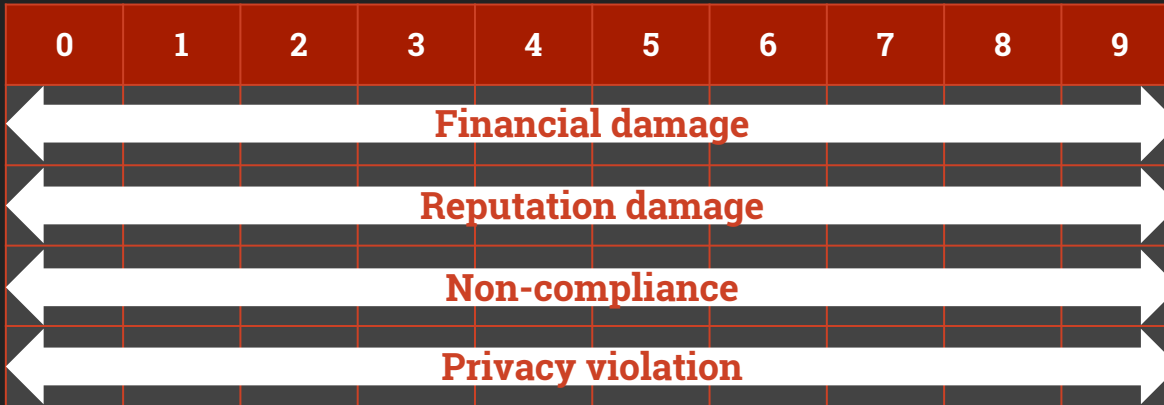 0 1 2 3 4 5 6 7 8 9
Financial damage
Reputation damage
Non-compliance
Privacy violation